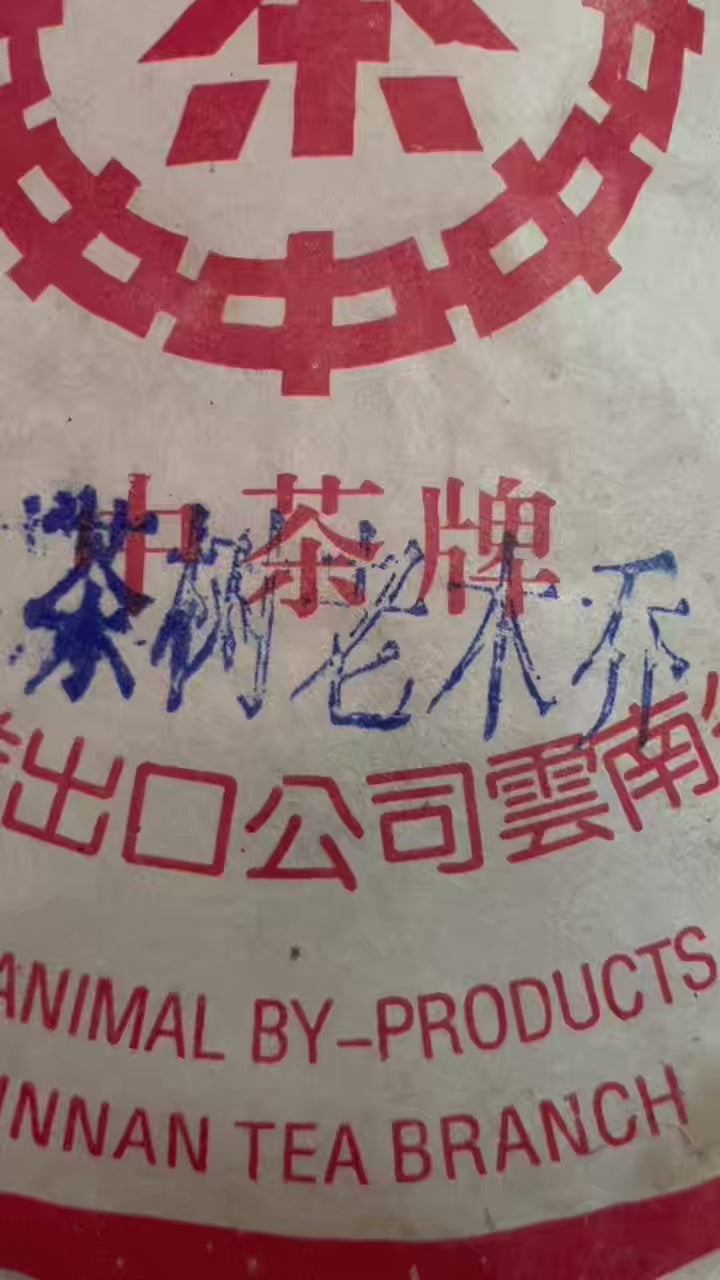 茶
中茶牌
乔木老树茶
出口公司雲南
ANIMAL BY-PRODUCTS
NNAN TEA BRANCH